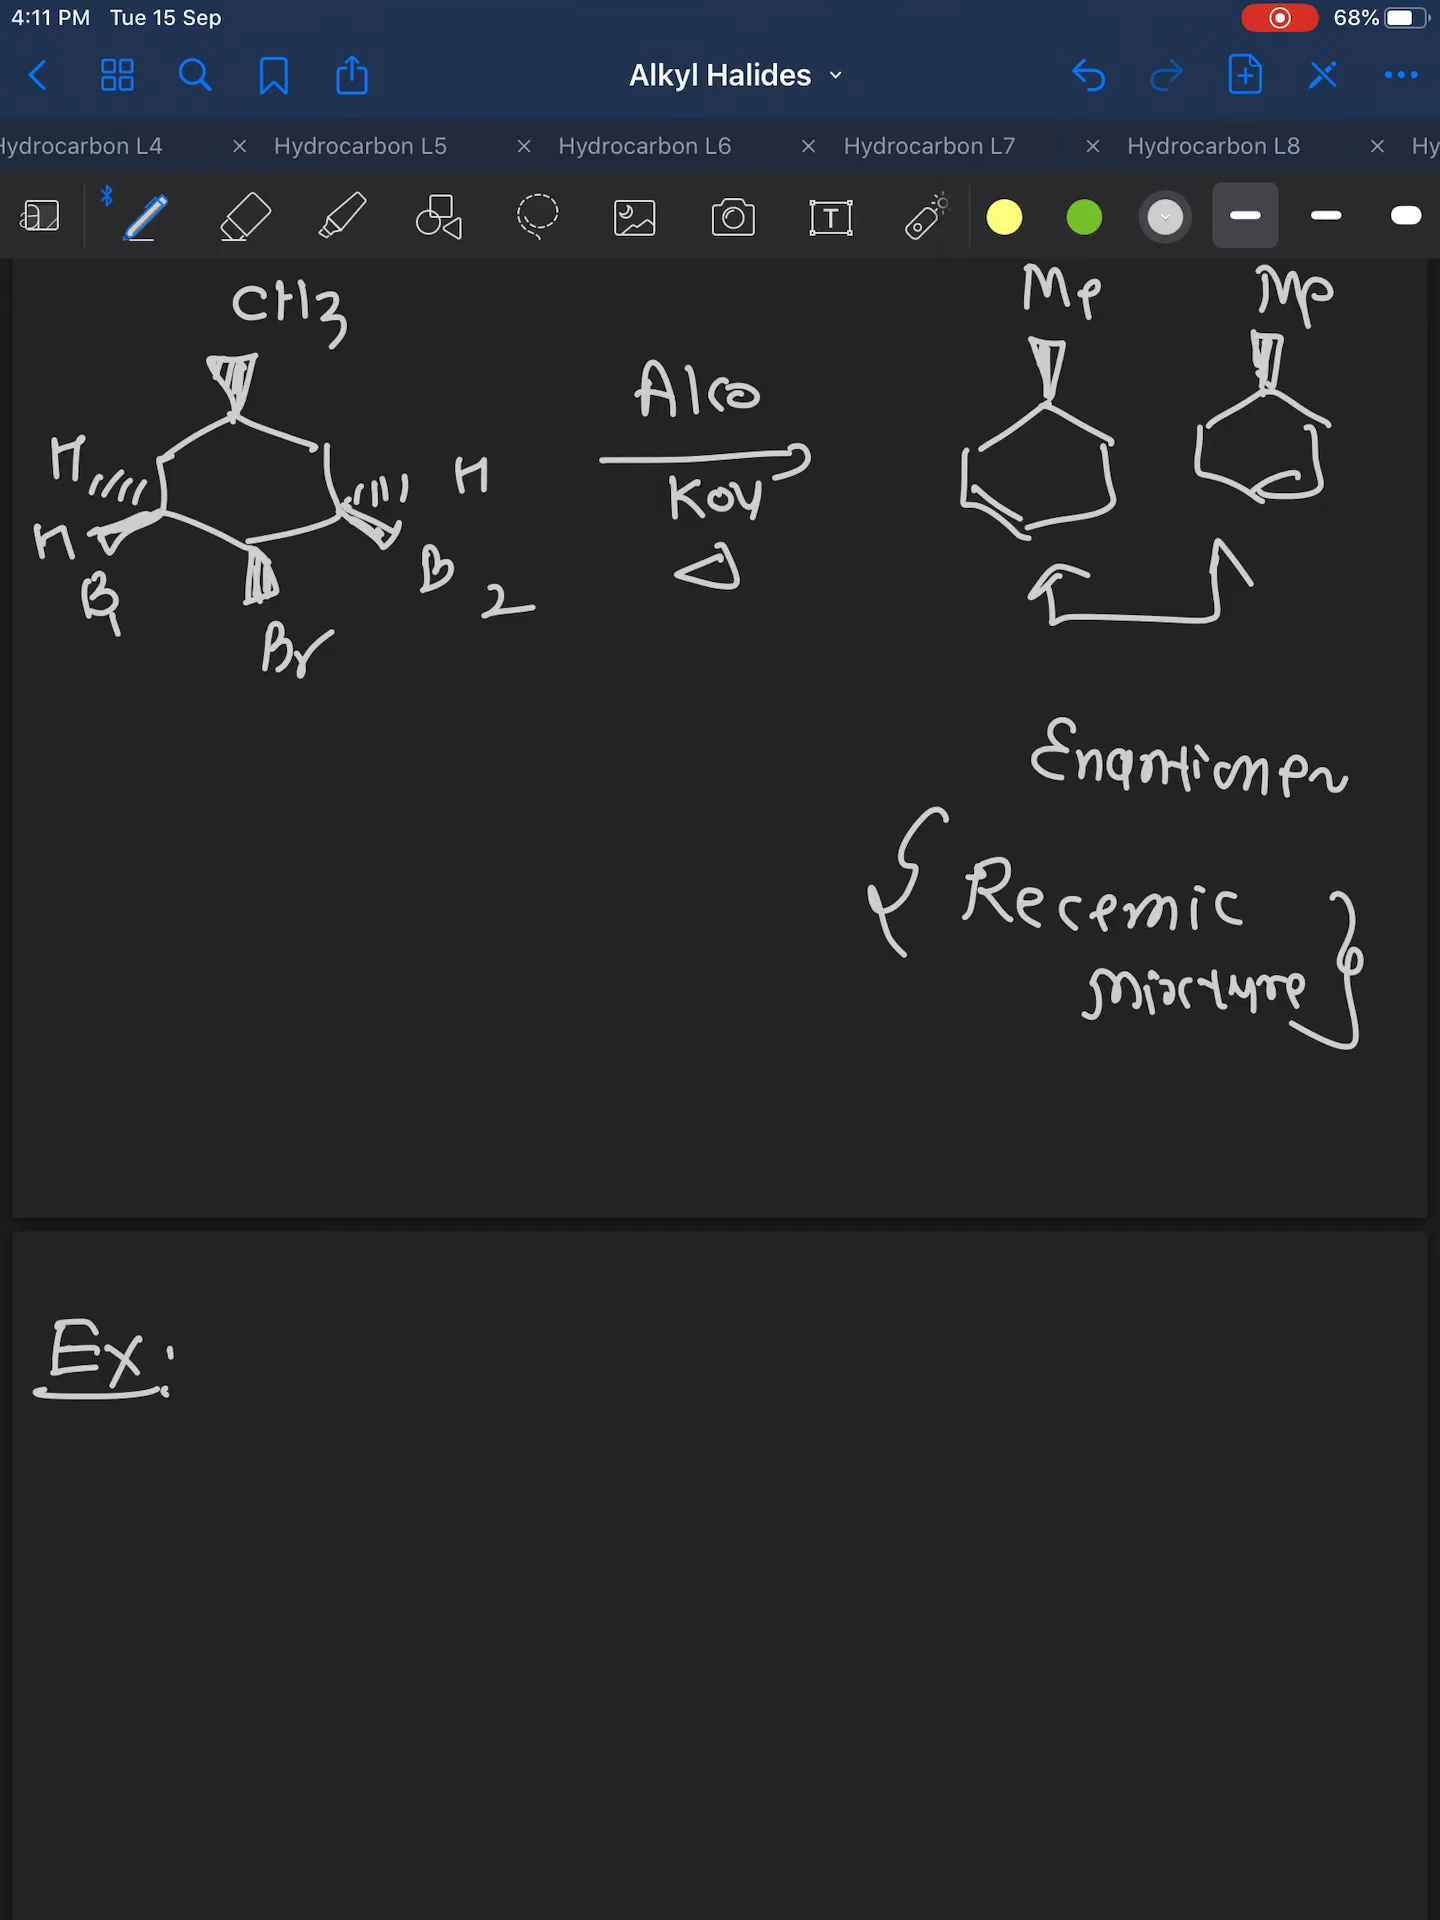 4:11 PM Tue 15 Sep
68%
Alkyl Halides
Hydrocarbon L4
Hydrocarbon L5
Hydrocarbon L6
Hydrocarbon L7
Hydrocarbon L8
Hy
CH3
Me
Me
Alco
H
H
KOH
H
B
B
2
Br
Enantiomer
Recemic
mixture
Ex: